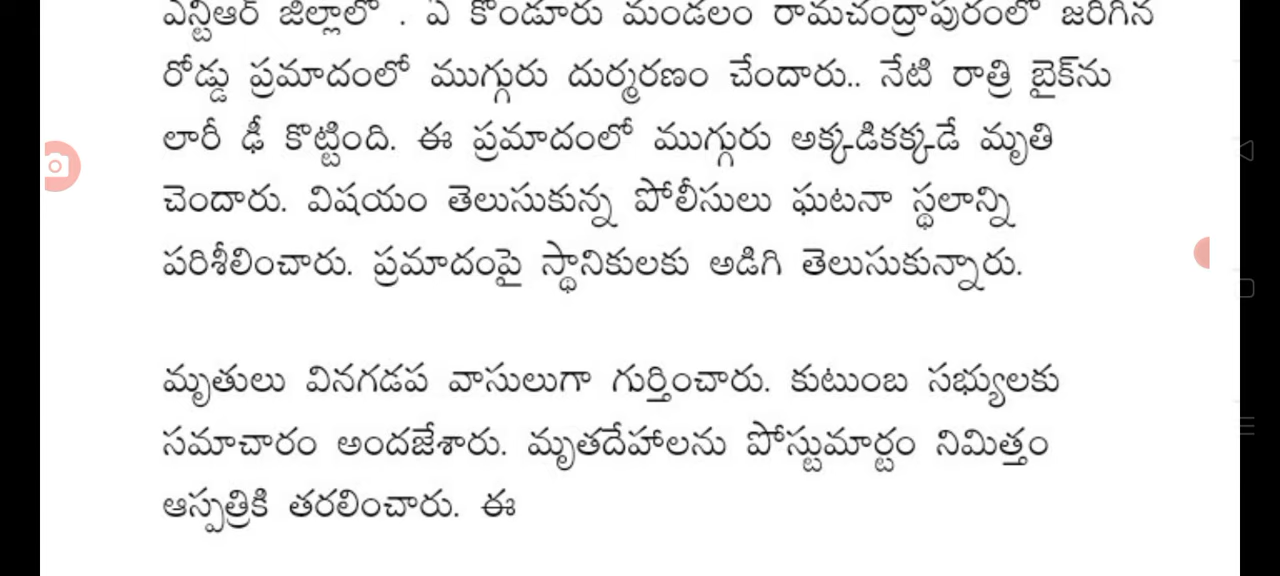 ఎన్టీఆర్ జిల్లాలో . ఏ కొండూరు మండలం రామచంద్రాపురంలో జరిగిన
రోడ్డు ప్రమాదంలో ముగ్గురు దుర్మరణం చేందారు.. నేటి రాత్రి బైక్‌ను
లారీ ఢీ కొట్టింది. ఈ ప్రమాదంలో ముగ్గురు అక్కడికక్కడే మృతి
చెందారు. విషయం తెలుసుకున్న పోలీసులు ఘటనా స్థలాన్ని
పరిశీలించారు. ప్రమాదంపై స్థానికులకు అడిగి తెలుసుకున్నారు.
మృతులు వినగడప వాసులుగా గుర్తించారు. కుటుంబ సభ్యులకు
సమాచారం అందజేశారు. మృతదేహాలను పోస్టుమార్టం నిమిత్తం
ఆస్పత్రికి తరలించారు. ఈ